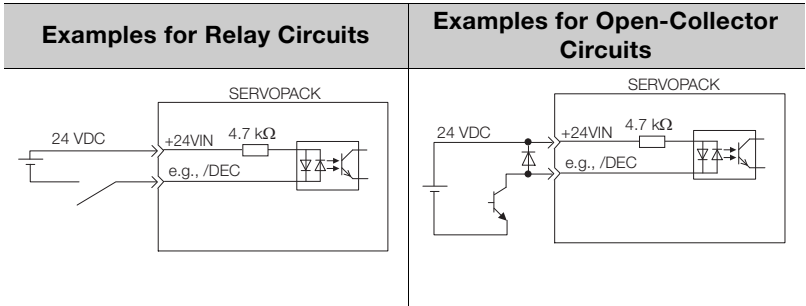 Examples for Relay Circuits
Examples for Open-Collector
Circuits
SERVOPACK
24 VDC
+24VIN
4.7 kΩ
e.g., /DEC
SERVOPACK
24 VDC
+24VIN
4.7 kΩ
e.g., /DEC